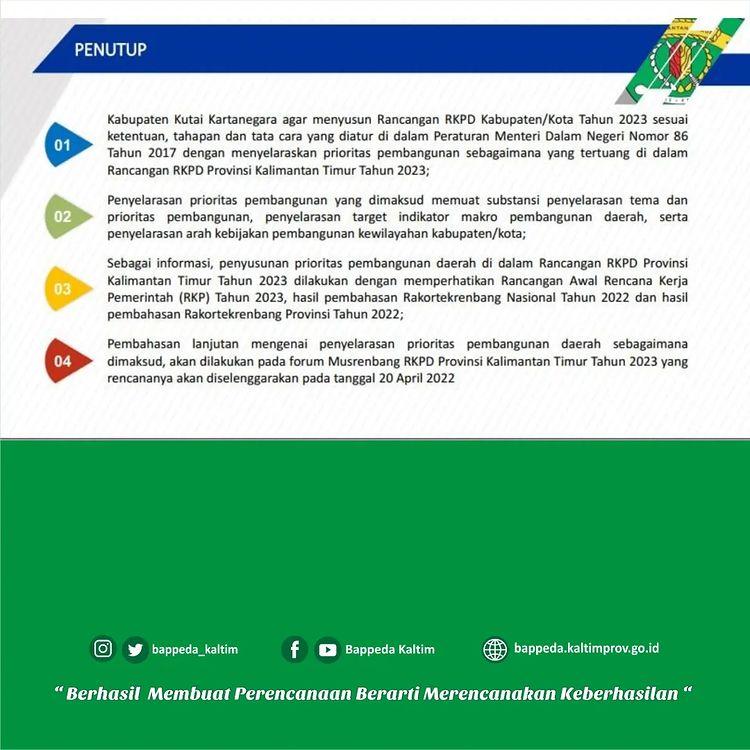 PENUTUP
01
Kabupaten Kutai Kartanegara agar menyusun Rancangan RKPD Kabupaten/Kota Tahun 2023 sesuai
ketentuan, tahapan dan tata cara yang diatur di dalam Peraturan Menteri Dalam Negeri Nomor 86
Tahun 2017 dengan menyelaraskan prioritas pembangunan sebagaimana yang tertuang di dalam
Rancangan RKPD Provinsi Kalimantan Timur Tahun 2023;
02
Penyelarasan prioritas pembangunan yang dimaksud memuat substansi penyelarasan tema dan
prioritas pembangunan, penyelarasan target indikator makro pembangunan daerah, serta
penyelarasan arah kebijakan pembangunan kewilayahan kabupaten/kota;
03
Sebagai informasi, penyusunan prioritas pembangunan daerah di dalam Rancangan RKPD Provinsi
Kalimantan Timur Tahun 2023 dilakukan dengan memperhatikan Rancangan Awal Rencana Kerja
Pemerintah (RKP) Tahun 2023, hasil pembahasan Rakortekrenbang Nasional Tahun 2022 dan hasil
pembahasan Rakortekrenbang Provinsi Tahun 2022;
04
Pembahasan lanjutan mengenai penyelarasan prioritas pembangunan daerah sebagaimana
dimaksud, akan dilakukan pada forum Musrenbang RKPD Provinsi Kalimantan Timur Tahun 2023 yang
rencananya akan diselenggarakan pada tanggal 20 April 2022
bappeda_kaltim
Bappeda Kaltim
bappeda.kaltimprov.go.id
“ Berhasil Membuat Perencanaan Berarti Merencanakan Keberhasilan “